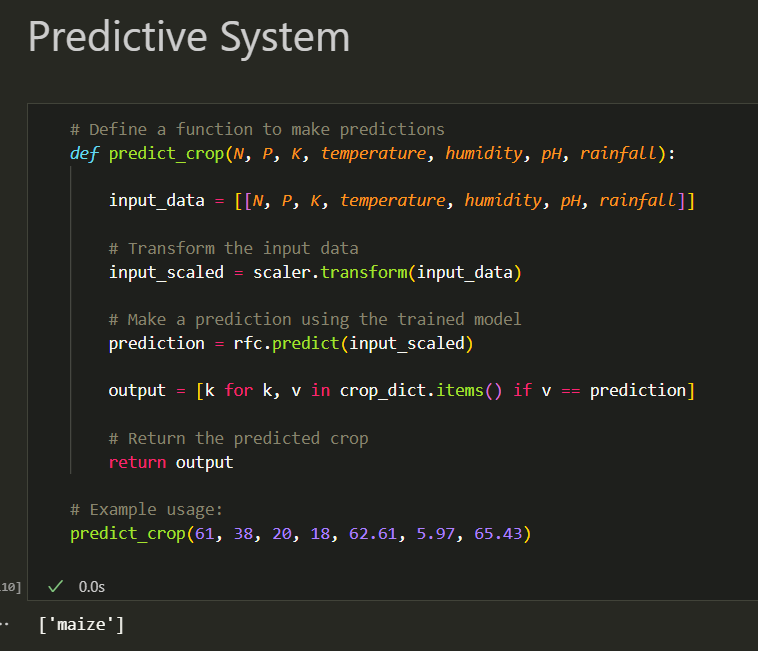 Predictive System
# Define a function to make predictions
def predict_crop(N, P, K, temperature, humidity, pH, rainfall):
input_data = [[N, P, K, temperature, humidity, pH, rainfall]]
# Transform the input data
input_scaled = scaler.transform(input_data)
# Make a prediction using the trained model
prediction = rfc.predict(input_scaled)
output = [k for k, v in crop_dict.items() if v == prediction]
# Return the predicted crop
return output
# Example usage:
predict_crop(61, 38, 20, 18, 62.61, 5.97, 65.43)
10]
0.0s
['maize']